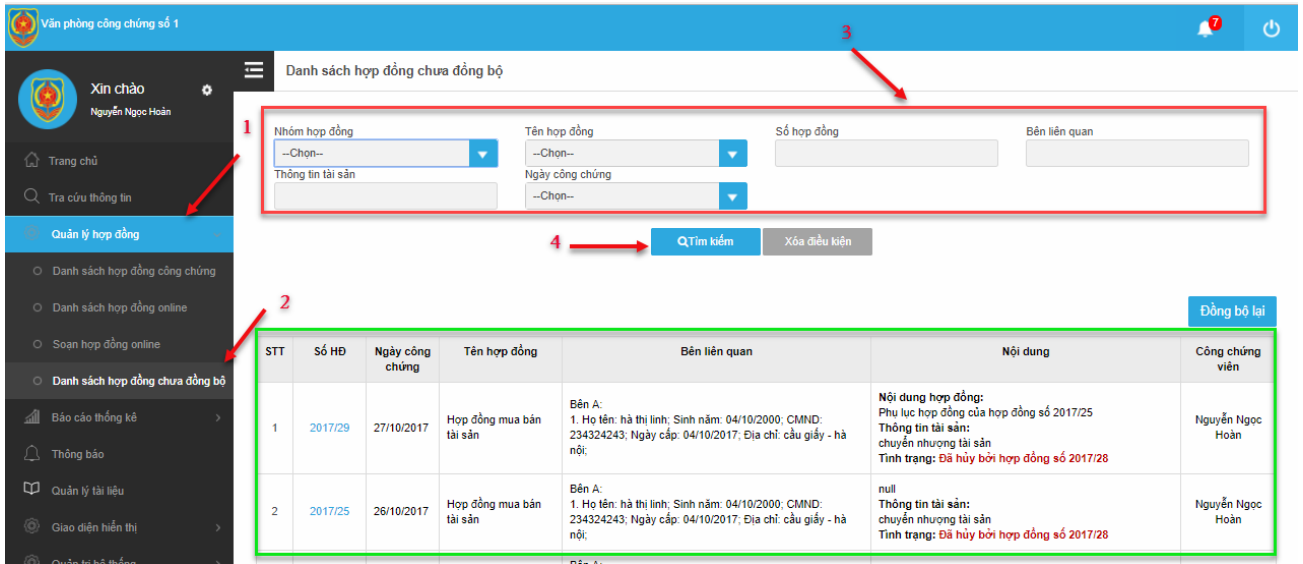 Văn phòng công chứng số 1
7
3
Xin chào
Nguyễn Ngọc Hoàn
Danh sách hợp đồng chưa đồng bộ
1
Nhóm hợp đồng
Tên hợp đồng
Số hợp đồng
Bên liên quan
--Chọn--
--Chọn--
Thông tin tài sản
Ngày công chứng
--Chọn--
Trang chủ
Tra cứu thông tin
Quản lý hợp đồng
4
Tìm kiếm
Xóa điều kiện
Danh sách hợp đồng công chứng
Danh sách hợp đồng online
Soạn hợp đồng online
Danh sách hợp đồng chưa đồng bộ
Báo cáo thống kê
Thông báo
Quản lý tài liệu
Giao diện hiển thị
Quản trị hệ thống
2
Đồng bộ lại
STT
Số HĐ
Ngày công
chứng
Tên hợp đồng
Bên liên quan
Nội dung
Công chứng
viên
1
2017/29
27/10/2017
Hợp đồng mua bán
tài sản
Bên A:
1. Họ tên: hà thị linh; Sinh năm: 04/10/2000; CMND:
234324243; Ngày cấp: 04/10/2017; Địa chỉ: cầu giấy - hà
nội;
Nội dung hợp đồng:
Phụ lục hợp đồng của hợp đồng số 2017/25
Thông tin tài sản:
chuyển nhượng tài sản
Tình trạng: Đã hủy bởi hợp đồng số 2017/28
Nguyễn Ngọc
Hoàn
2
2017/25
26/10/2017
Hợp đồng mua bán
tài sản
Bên A:
1. Họ tên: hà thị linh; Sinh năm: 04/10/2000; CMND:
234324243; Ngày cấp: 04/10/2017; Địa chỉ: cầu giấy - hà
nội;
null
Thông tin tài sản:
chuyển nhượng tài sản
Tình trạng: Đã hủy bởi hợp đồng số 2017/28
Nguyễn Ngọc
Hoàn
Bên A: